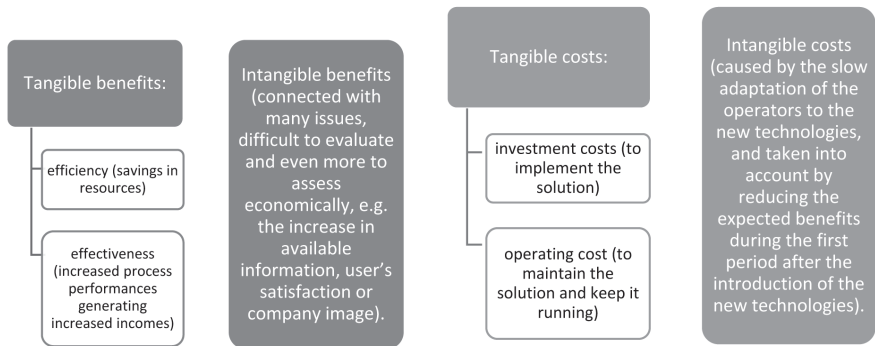 Tangible benefits:
efficiency (savings in
resources)
effectiveness
(increased process
performances
generating
increased incomes)
Intangible benefits
(connected with
many issues,
difficult to evaluate
and even more to
assess
economically, e.g.
the increase in
available
information, user's
satisfaction or
company image).
Tangible costs:
investment costs (to
implement the
solution)
operating cost (to
maintain the
solution and keep it
running)
Intangible costs
(caused by the slow
adaptation of the
operators to the
new technologies,
and taken into
account by
reducing the
expected benefits
during the first
period after the
introduction of the
new technologies).